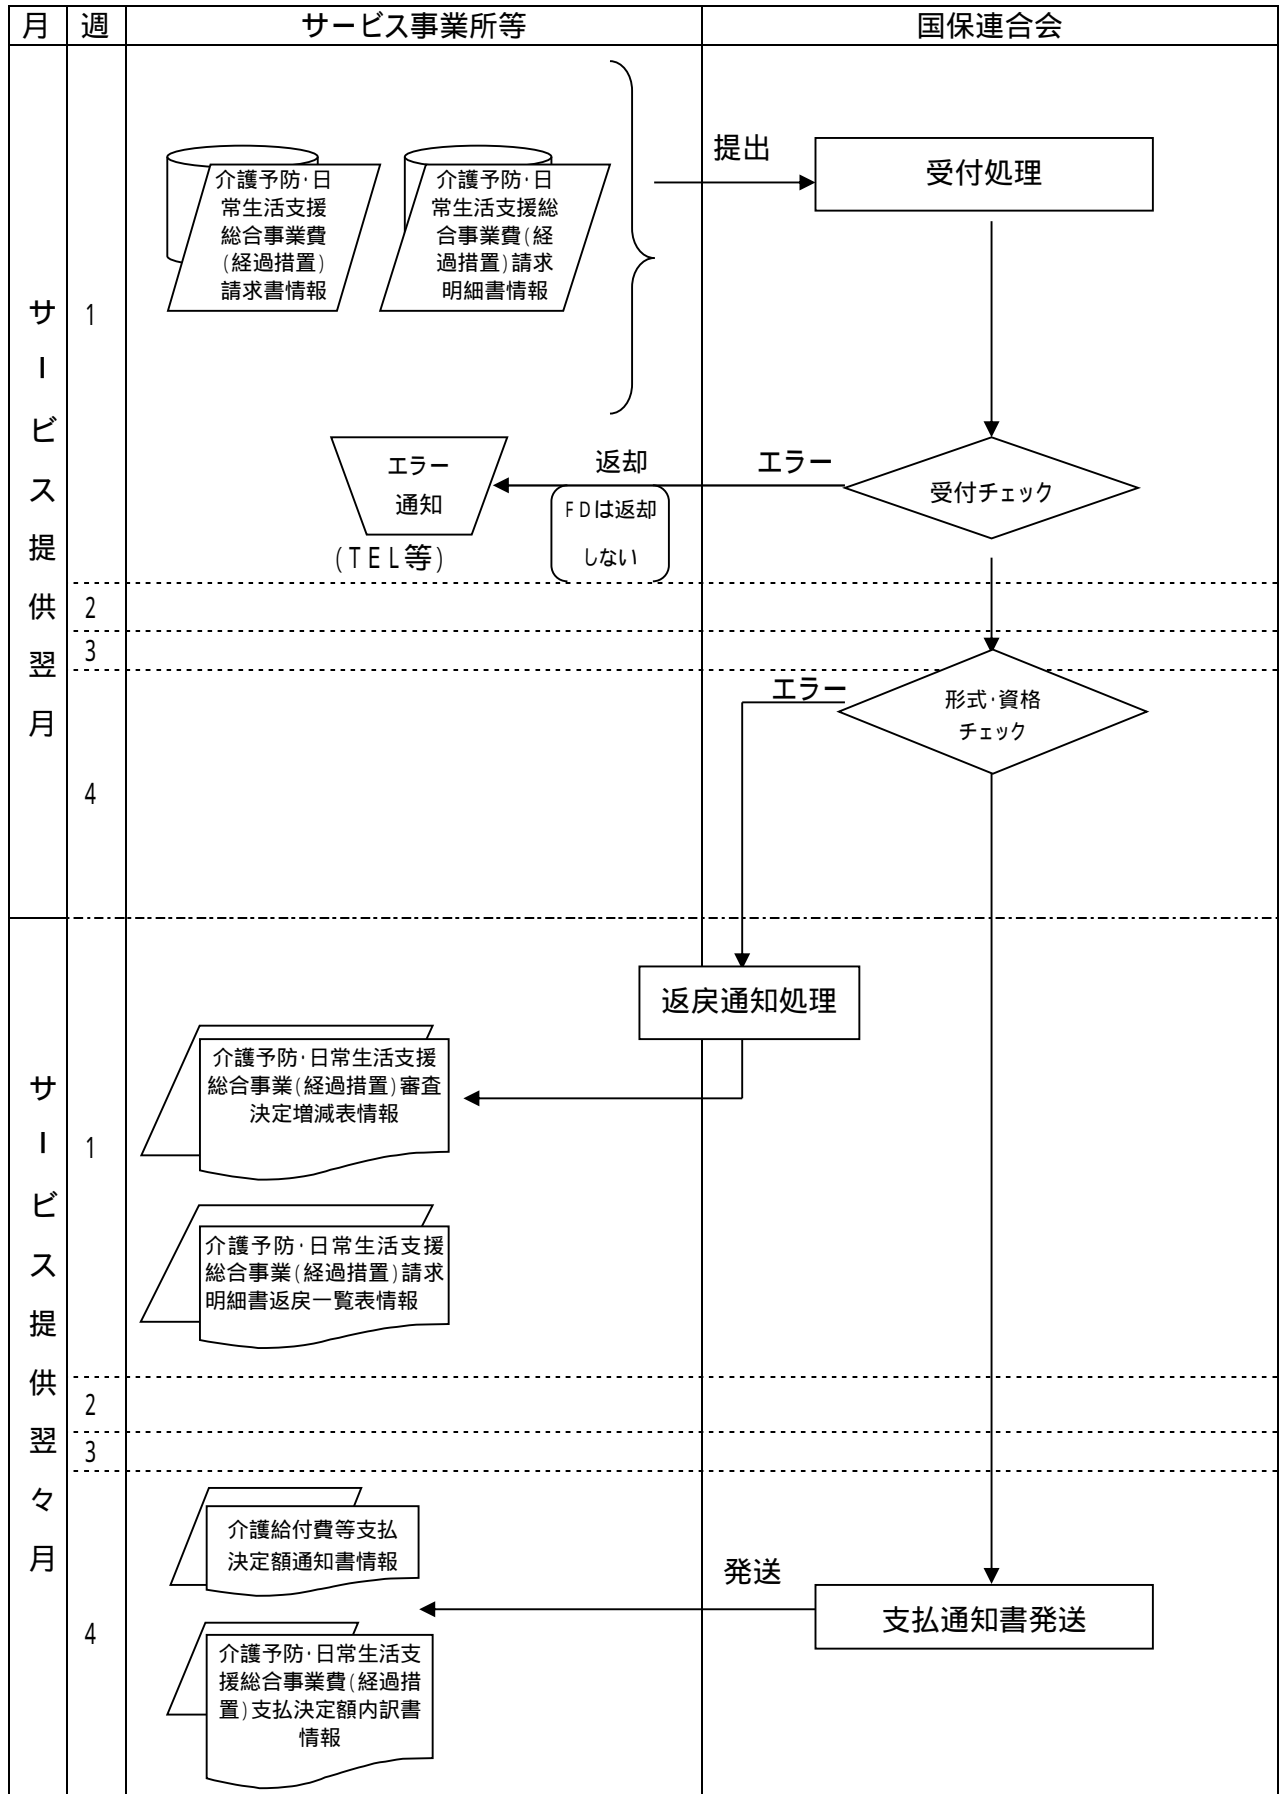 月
週
サービス事業所等
国保連合会
サービス提供翌月
1
介護予防・日
常生活支援
総合事業費
(経過措置)
請求書情報
介護予防・日
常生活支援総
合事業費(経
過措置)請求
明細書情報
提出
受付処理
エラー
通知
(TEL等)
返却
FDは返却
しない
エラー
受付チェック
2
3
4
エラー
形式・資格
チェック
サービス提供翌々月
1
返戻通知処理
介護予防・日常生活支援
総合事業(経過措置)審査
決定増減表情報
介護予防・日常生活支援
総合事業(経過措置)請求
明細書返戻一覧表情報
2
3
4
介護給付費等支払
決定額通知書情報
発送
支払通知書発送
介護予防・日常生活支
援総合事業費(経過措
置)支払決定額内訳書
情報